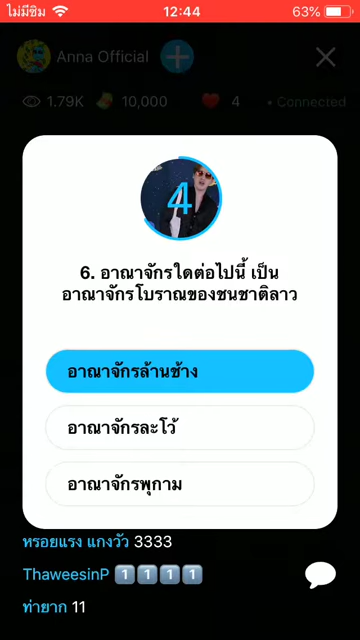 ไม่มีซิม 12:44 63%
Anna Official
1.79K 10,000 4 • Connected
4
6. อาณาจักรใดต่อไปนี้ เป็น
อาณาจักรโบราณของชนชาติลาว
อาณาจักรล้านช้าง
อาณาจักรละโว้
อาณาจักรพุกาม
หรอยแรง แกงวัว 3333
ThaweesinP 1 1 1 1
ท่ายาก 11